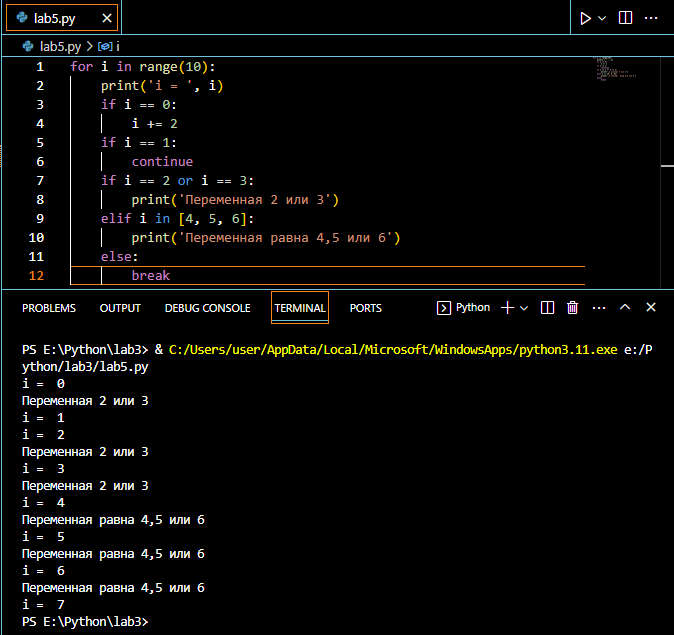 lab5.py
lab5.py > i
1 for i in range(10):
2     print('i = ', i)
3     if i == 0:
4         i += 2
5     if i == 1:
6         continue
7     if i == 2 or i == 3:
8         print('Переменная 2 или 3')
9     elif i in [4, 5, 6]:
10         print('Переменная равна 4,5 или 6')
11     else:
12         break
PROBLEMS OUTPUT DEBUG CONSOLE TERMINAL PORTS Python
PS E:\Python\lab3> & C:/Users/user/AppData/Local/Microsoft/WindowsApps/python3.11.exe e:/P
ython/lab3/lab5.py
i =  0
Переменная 2 или 3
i =  1
i =  2
Переменная 2 или 3
i =  3
Переменная 2 или 3
i =  4
Переменная равна 4,5 или 6
i =  5
Переменная равна 4,5 или 6
i =  6
Переменная равна 4,5 или 6
i =  7
PS E:\Python\lab3>